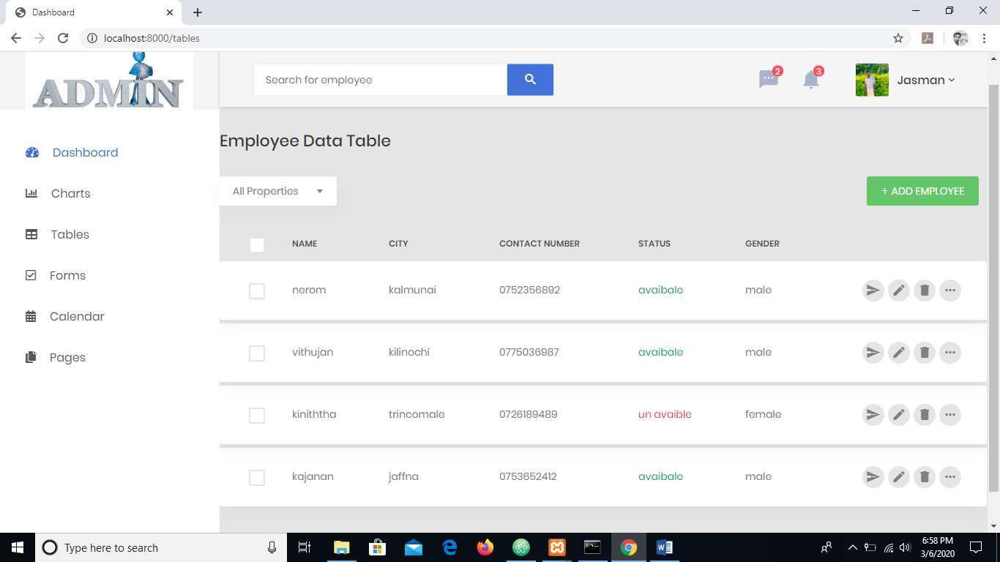 Dashboard
localhost:8000/tables
ADMIN
Search for employee
2
3
Jasman
Dashboard
Charts
Tables
Forms
Calendar
Pages
Employee Data Table
All Properties
+ ADD EMPLOYEE
NAME CITY CONTACT NUMBER STATUS GENDER
nerom kalmunai 0752356892 avaibale male
vithujan kilinochi 0775036987 avaibale male
kiniththa trincomale 0726189489 un avaible female
kajanan jaffna 0753652412 avaibale male
Type here to search
6:58 PM
3/6/2020